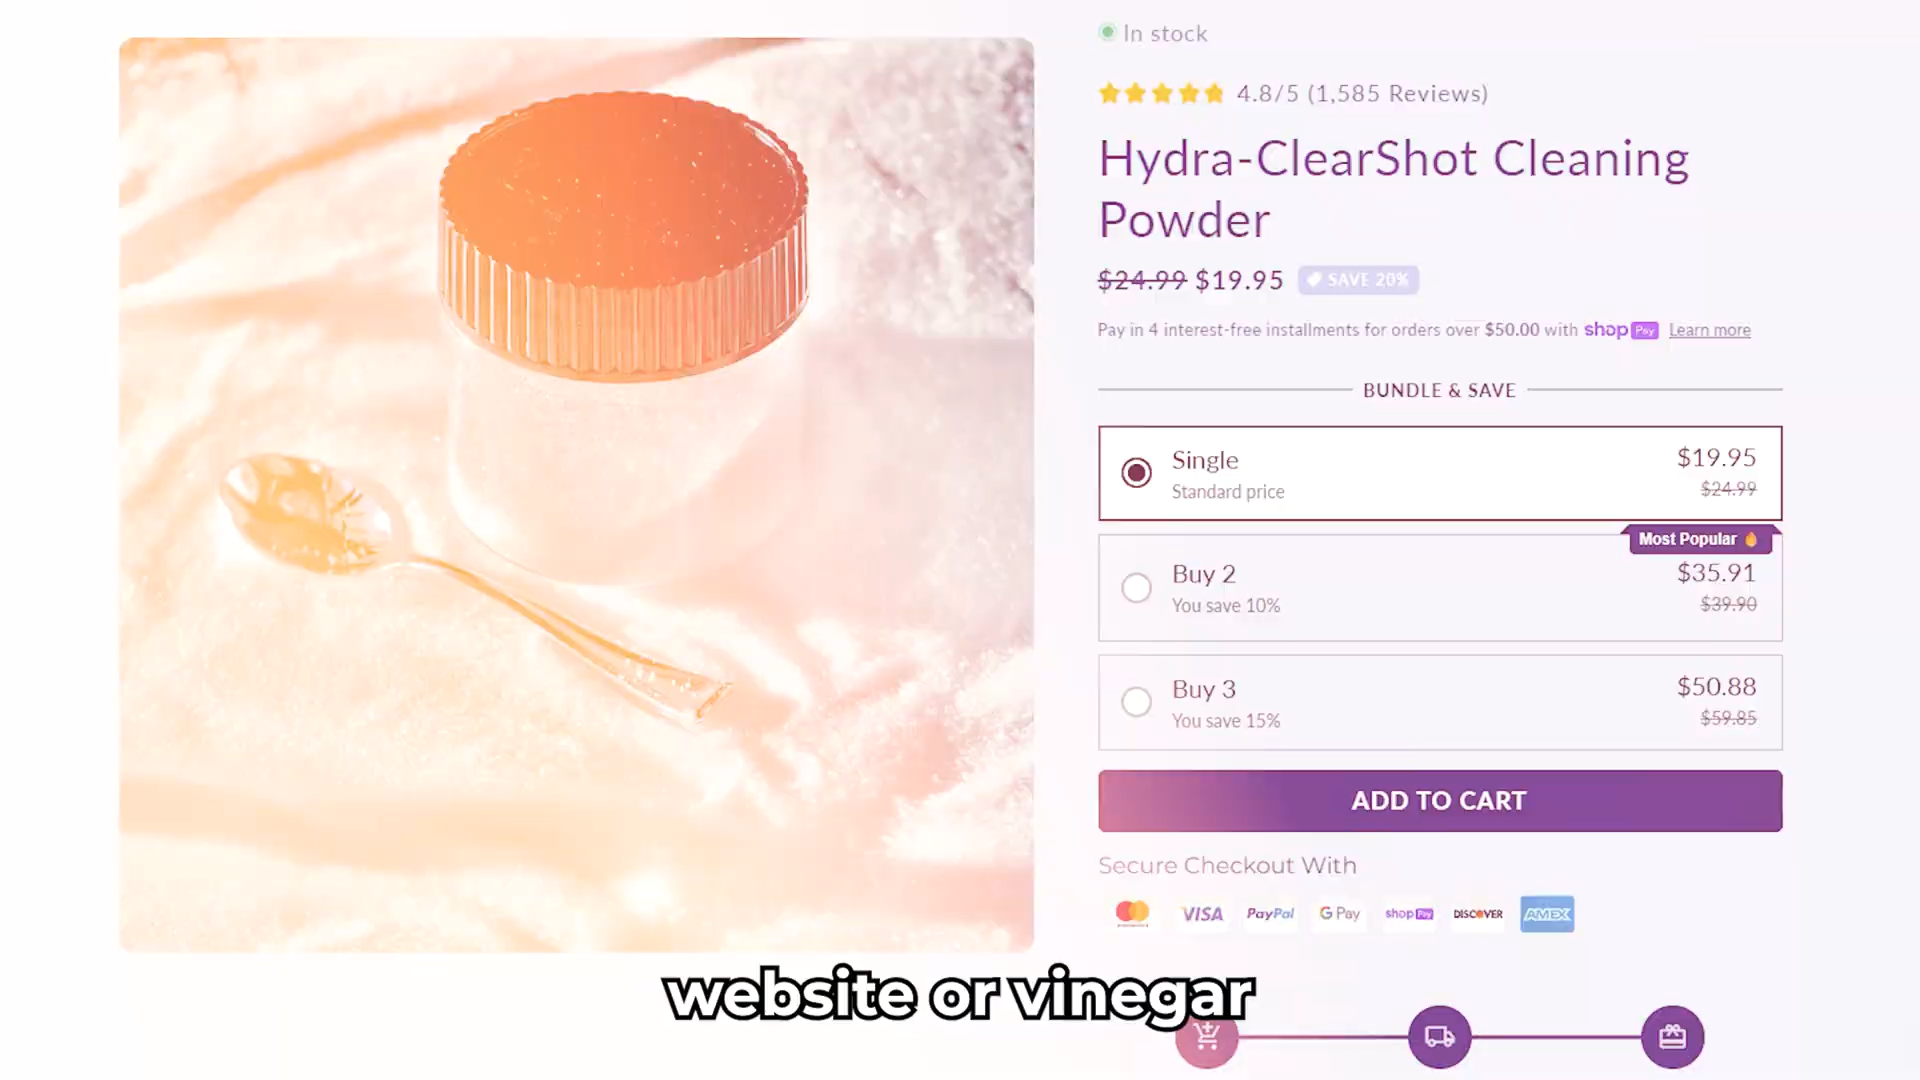 In stock
4.8/5 (1,585 Reviews)
Hydra-ClearShot Cleaning
Powder
$24.99 $19.95 SAVE 20%
Pay in 4 interest-free installments for orders over $50.00 with shop Pay Learn more
BUNDLE & SAVE
Single
$19.95
Standard price
$24.99
Most Popular
Buy 2
$35.91
You save 10%
$39.90
Buy 3
$50.88
You save 15%
$59.85
ADD TO CART
Secure Checkout With
VISA PayPal G Pay shop Pay DISCOVER AMEX
website or vinegar